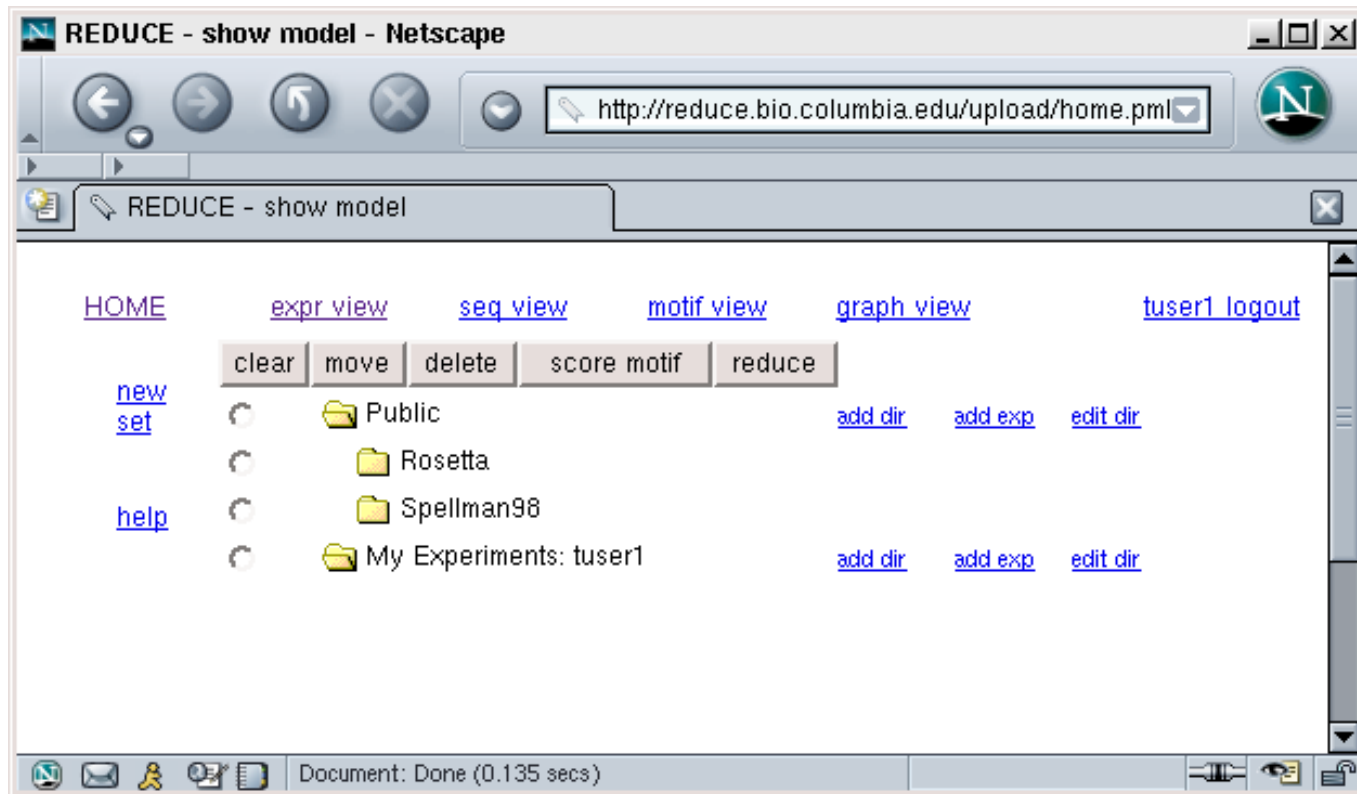 REDUCE - show model - Netscape
http://reduce.bio.columbia.edu/upload/home.pml
N
REDUCE - show model
HOME expr view seq view motif view graph view tuser1 logout
clear move delete score motif reduce
new
set
Public add dir add exp edit dir
Rosetta
Spellman98
help
My Experiments: tuser1 add dir add exp edit dir
Document: Done (0.135 secs)